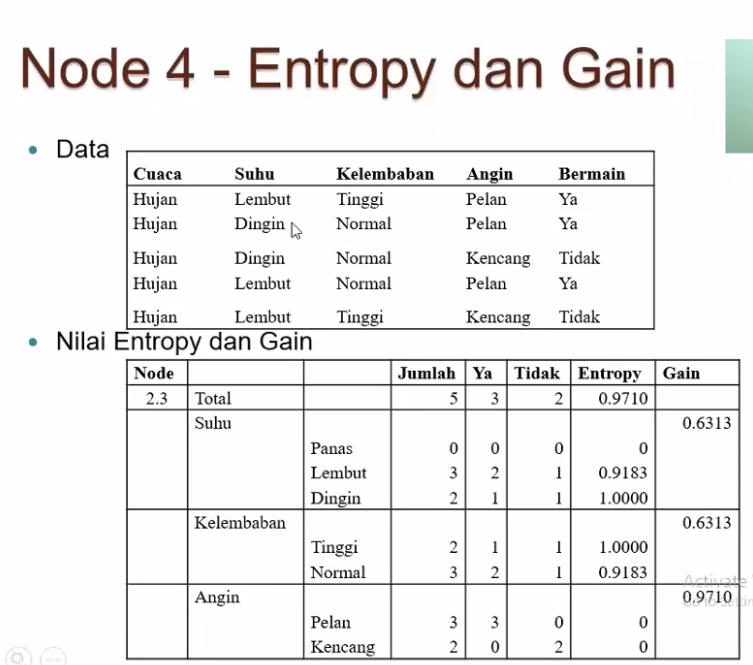 Node 4 - Entropy dan Gain
• Data
Cuaca Suhu Kelembaban Angin Bermain
Hujan Lembut Tinggi Pelan Ya
Hujan Dingin Normal Pelan Ya
Hujan Dingin Normal Kencang Tidak
Hujan Lembut Normal Pelan Ya
Hujan Lembut Tinggi Kencang Tidak
• Nilai Entropy dan Gain
Node Jumlah Ya Tidak Entropy Gain
2.3 Total 5 3 2 0.9710
Suhu 0.6313
Panas 0 0 0 0
Lembut 3 2 1 0.9183
Dingin 2 1 1 1.0000
Kelembaban 0.6313
Tinggi 2 1 1 1.0000
Normal 3 2 1 0.9183
Activate
Angin 0.9710
Pelan 3 3 0 0
Kencang 2 0 2 0